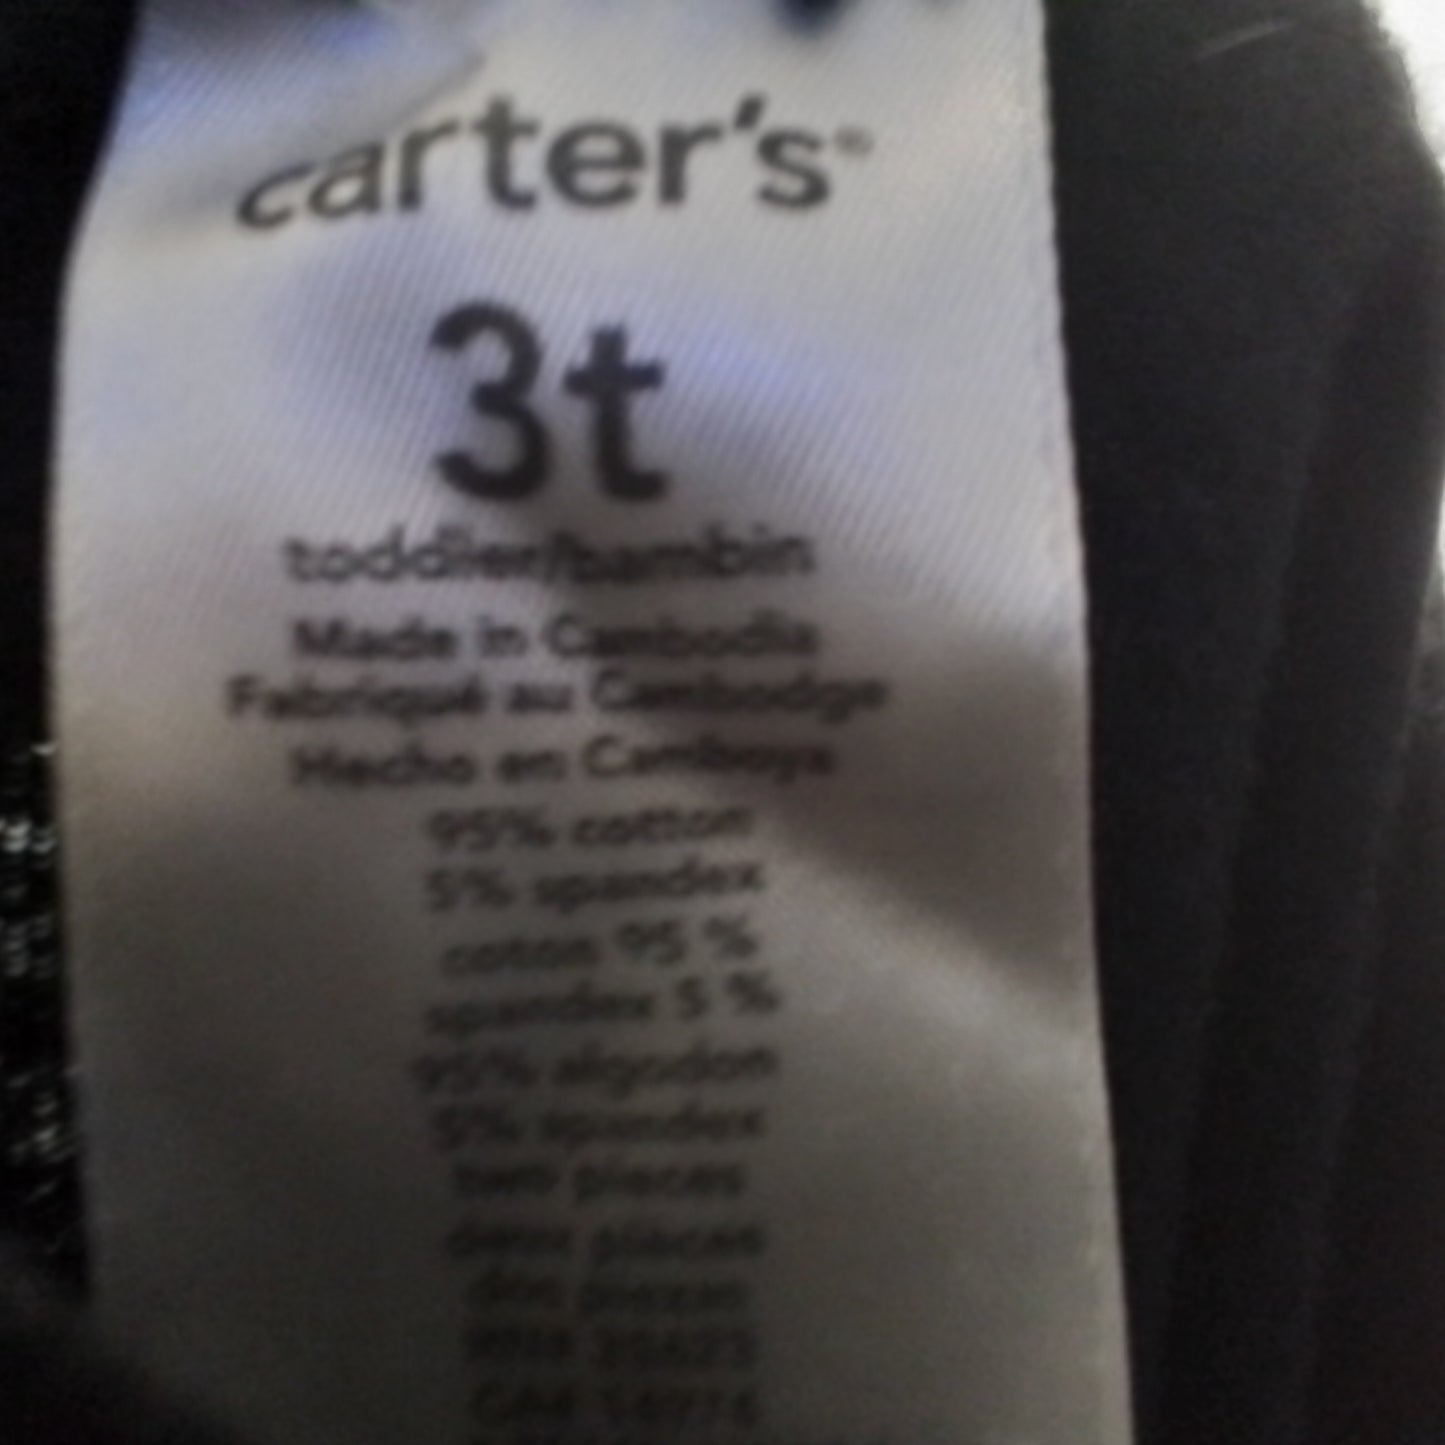 carter's®
3t
toddler/bambin
Made in Cambodia
Fabriqué au Cambodge
Hecho en Camboya
95% cotton
5% spandex
coton 95 %
spandex 5 %
95% algodon
5% spandex
two pieces
deux pièces
dos piezas